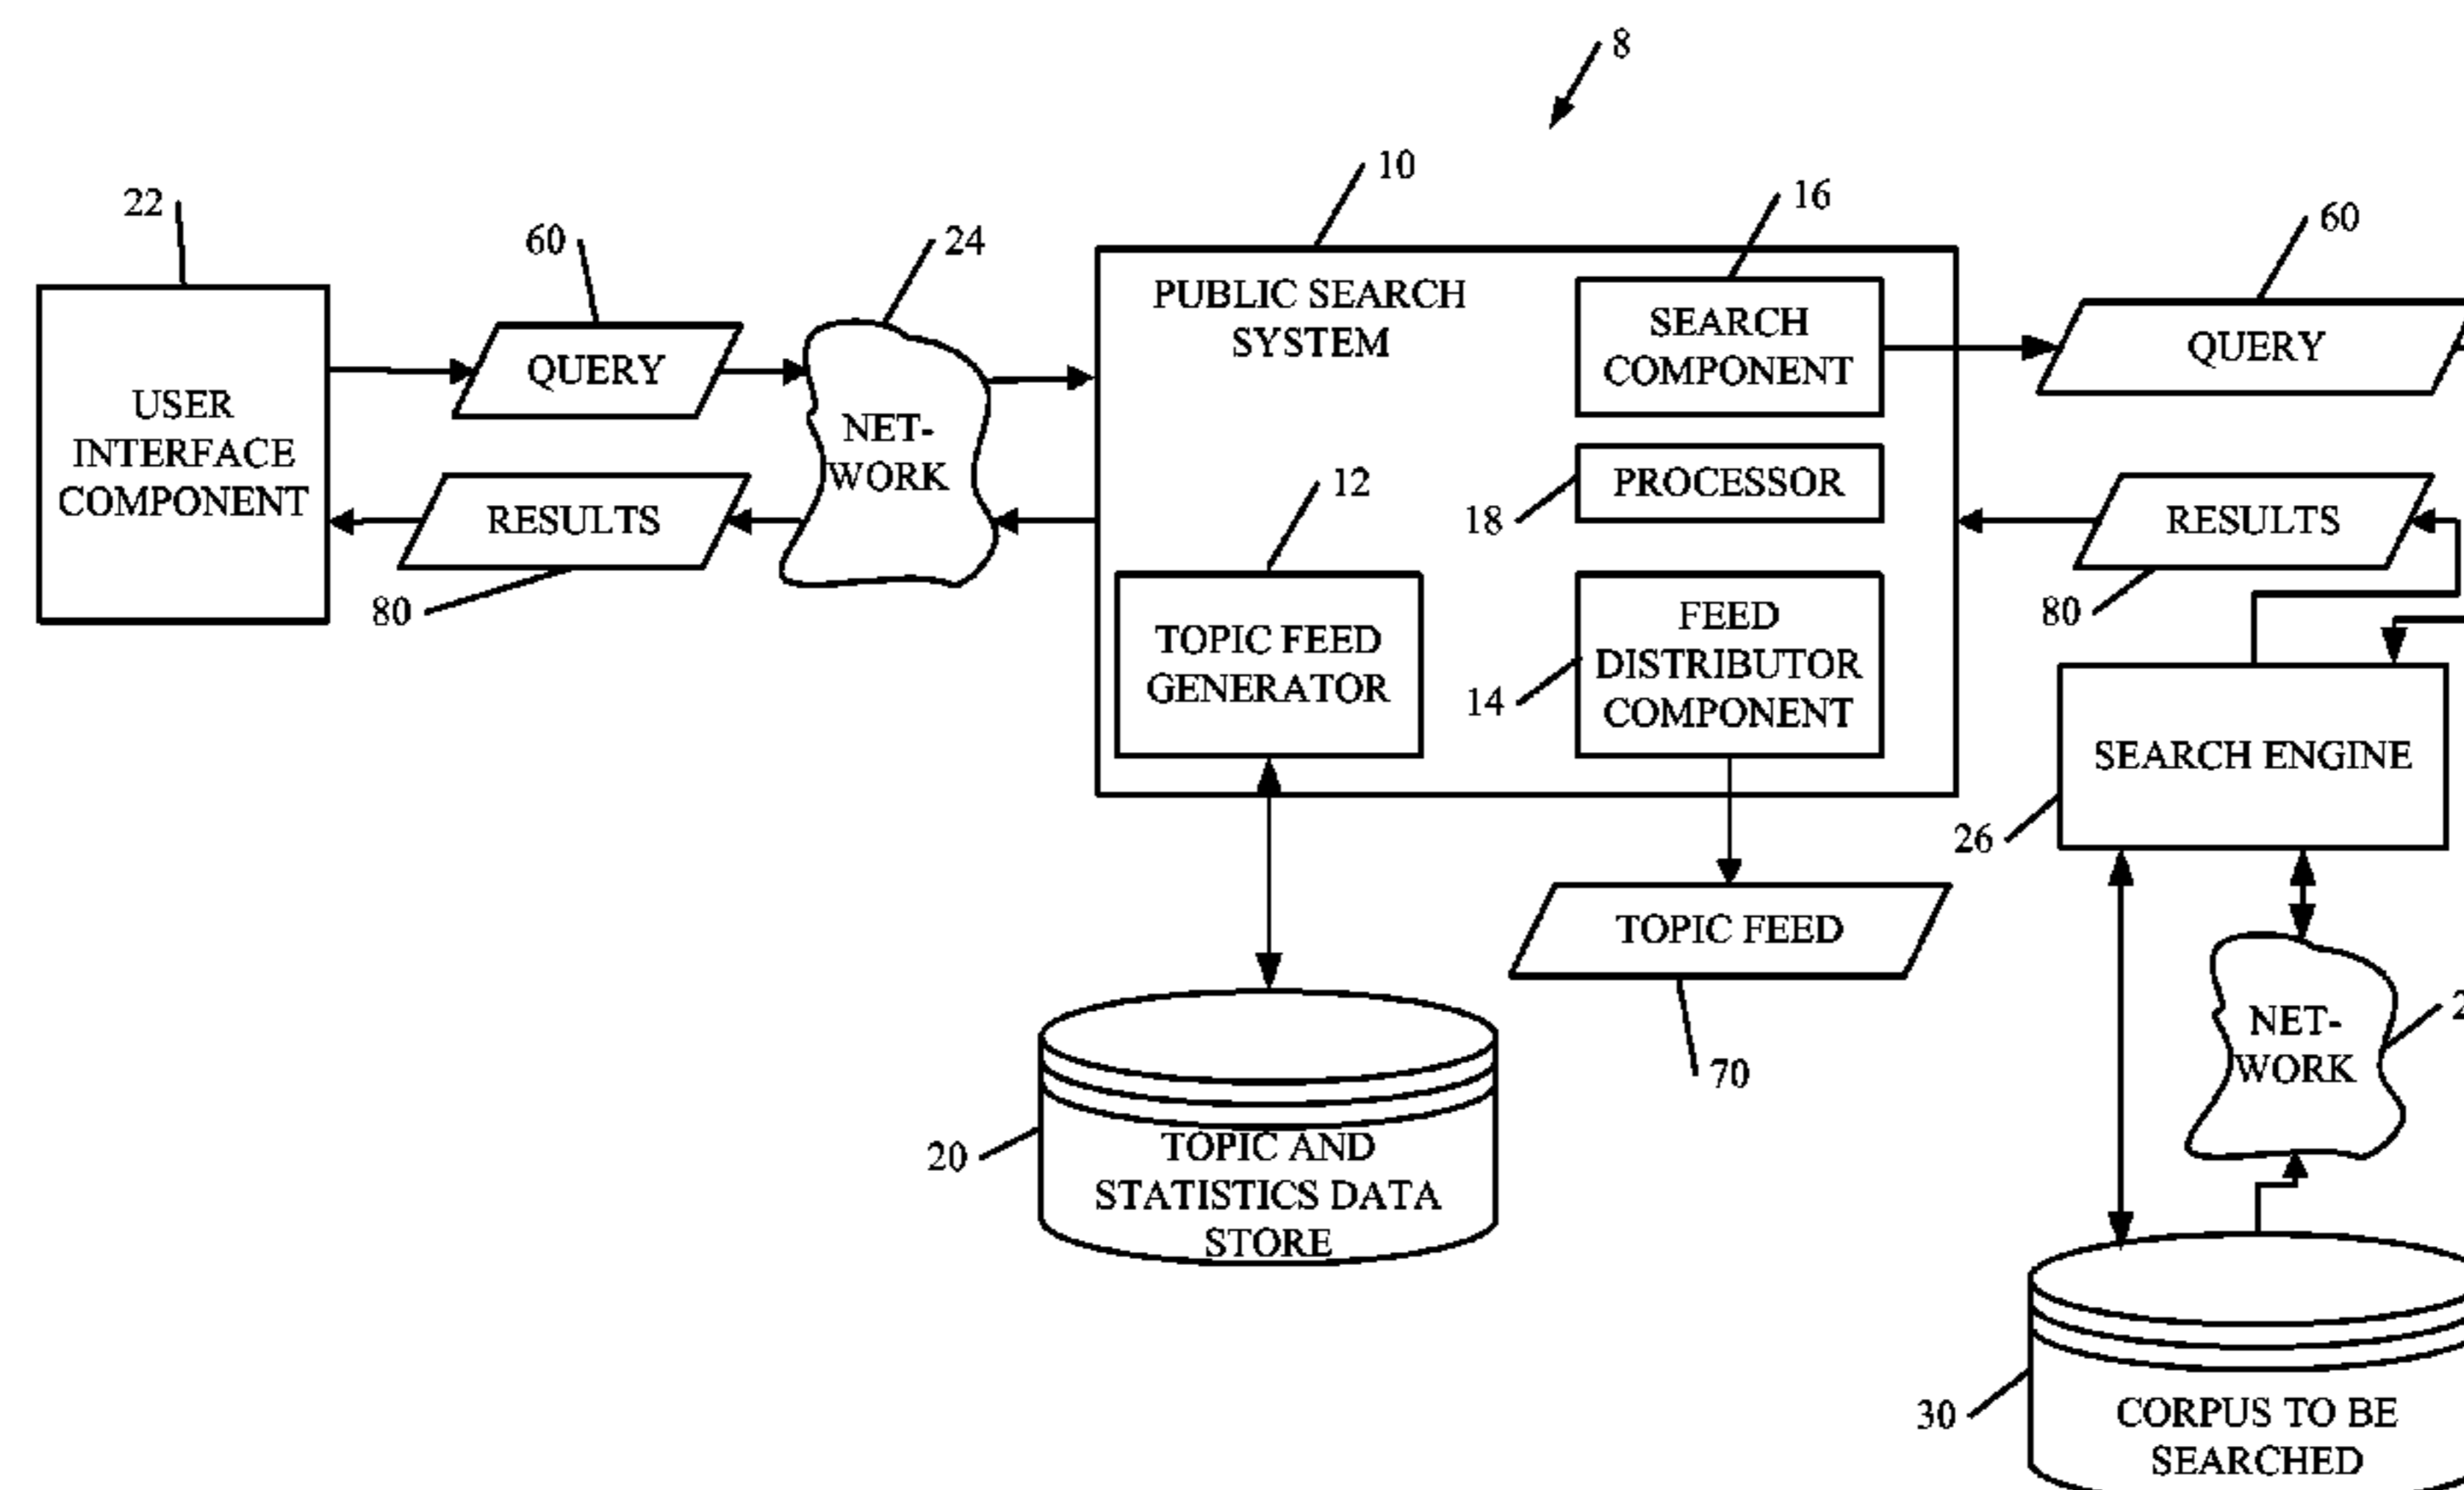 8
10
22
16
60
24
60
PUBLIC SEARCH
SYSTEM
SEARCH
COMPONENT
QUERY
QUERY
USER
INTERFACE
COMPONENT
NET-
WORK
12
PROCESSOR
18
RESULTS
RESULTS
80
80
TOPIC FEED
GENERATOR
FEED
DISTRIBUTOR
COMPONENT
14
SEARCH ENGINE
26
TOPIC FEED
NET-
WORK
70
20
TOPIC AND
STATISTICS DATA
STORE
30
CORPUS TO BE
SEARCHED